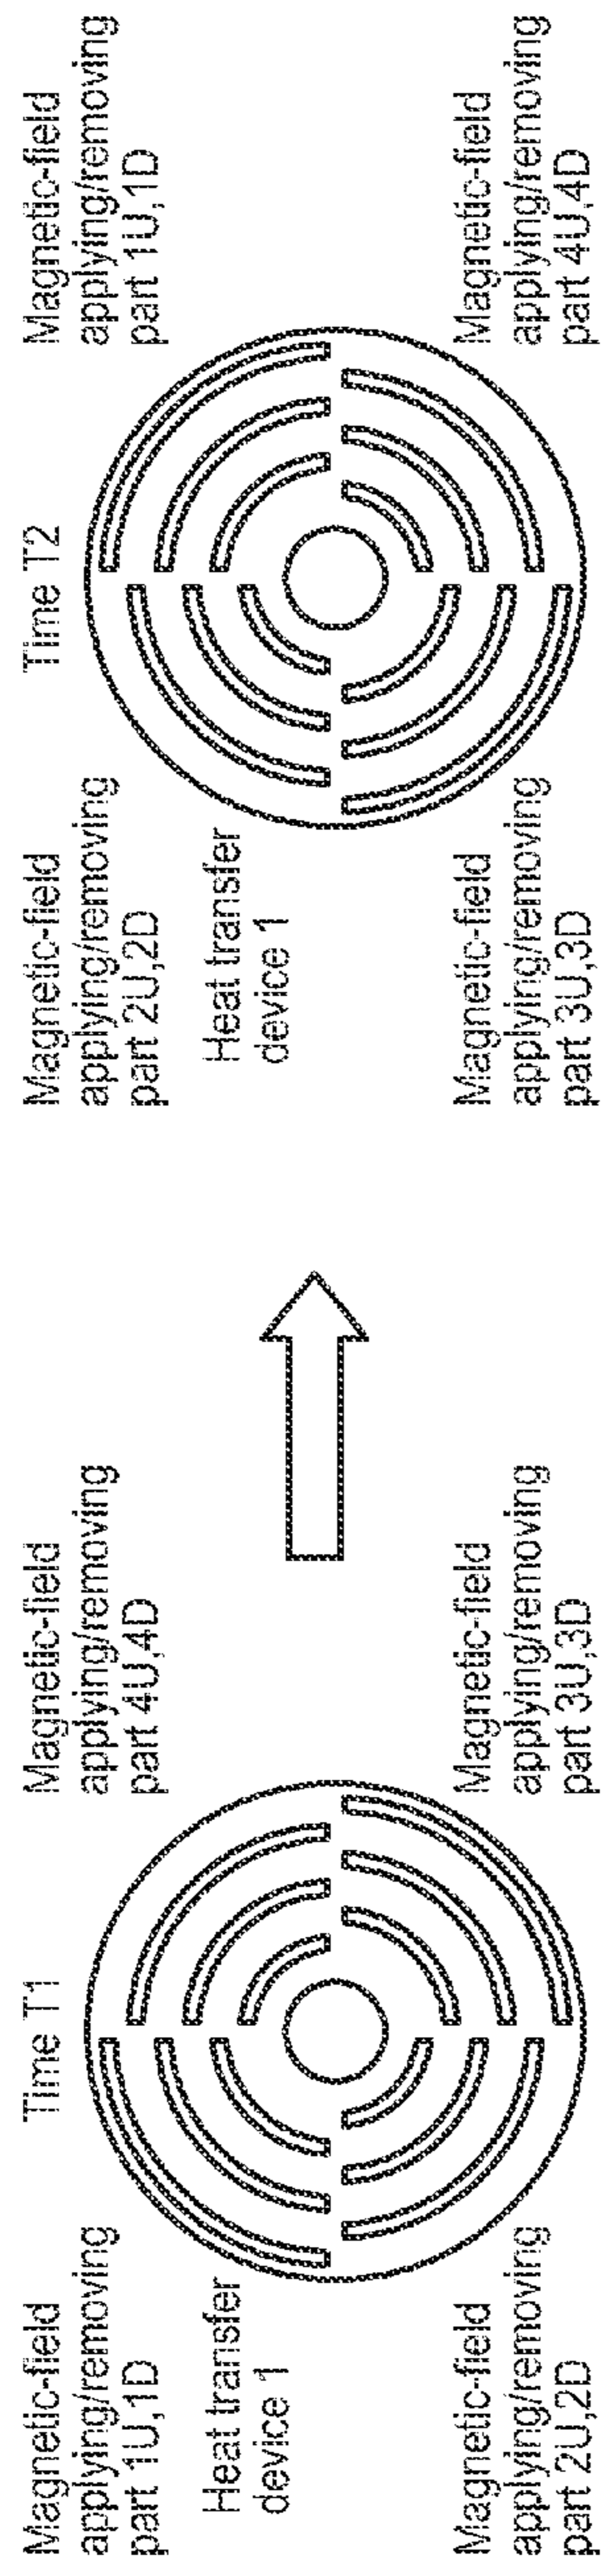 Time T1
Magnetic-field
applying/removing
part 1U,1D
Magnetic-field
applying/removing
part 4U,4D
Heat transfer
device 1
Magnetic-field
applying/removing
part 2U,2D
Magnetic-field
applying/removing
part 3U,3D
Time T2
Magnetic-field
applying/removing
part 2U,2D
Magnetic-field
applying/removing
part 1U,1D
Heat transfer
device 1
Magnetic-field
applying/removing
part 3U,3D
Magnetic-field
applying/removing
part 4U,4D